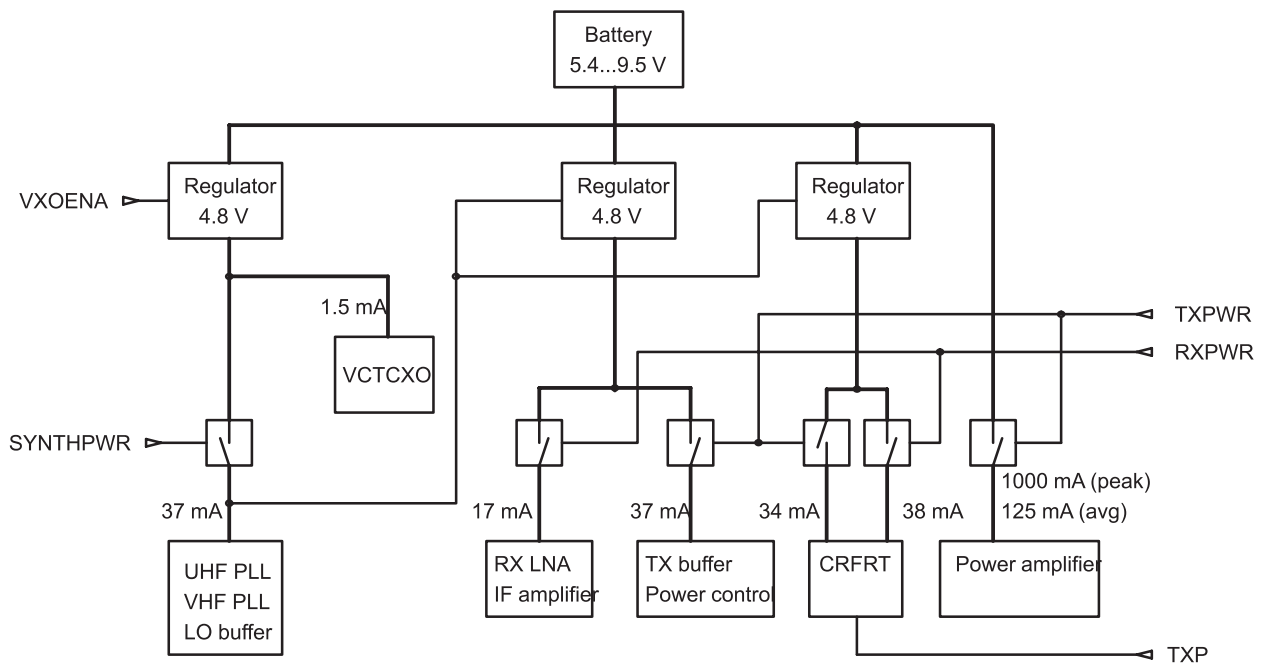 Battery
5.4...9.5 V
Regulator
4.8 V
Regulator
4.8 V
Regulator
4.8 V
VXOENA
1.5 mA
TXPWR
VCTCXO
RXPWR
SYNTHPWR
37 mA
17 mA
37 mA
34 mA
38 mA
1000 mA (peak)
125 mA (avg)
UHF PLL
VHF PLL
LO buffer
RX LNA
IF amplifier
TX buffer
Power control
CRFRT
Power amplifier
TXP